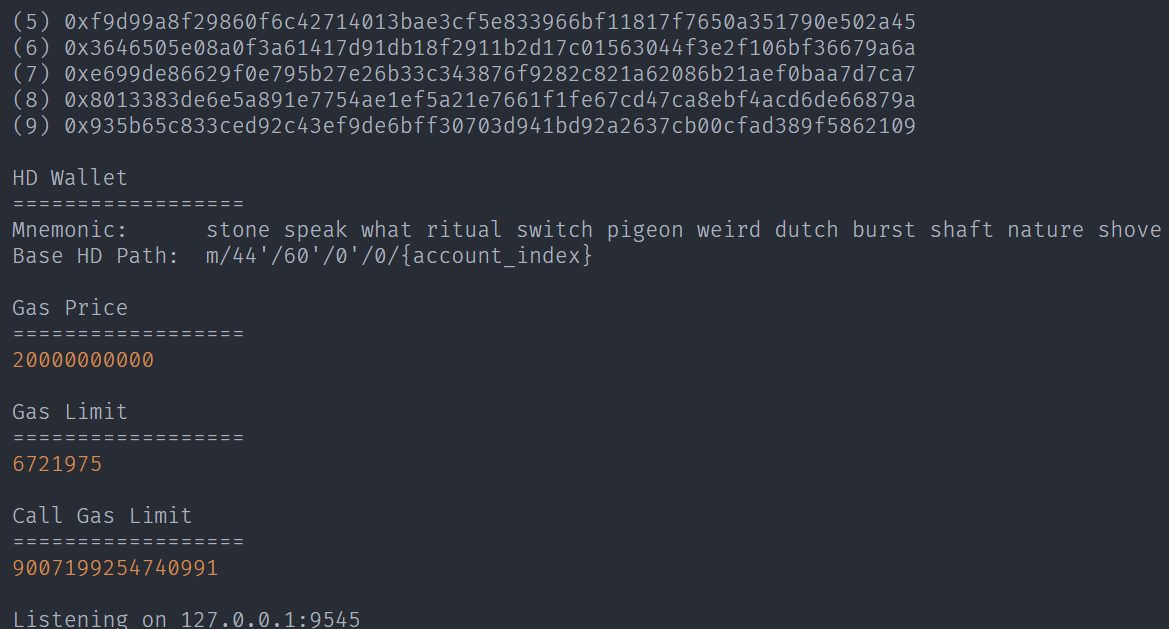 (5) 0xf9d99a8f29860f6c42714013bae3cf5e833966bf11817f7650a351790e502a45
(6) 0x3646505e08a0f3a61417d91db18f2911b2d17c01563044f3e2f106bf36679a6a
(7) 0xe699de86629f0e795b27e26b33c343876f9282c821a62086b21aef0baa7d7ca7
(8) 0x8013383de6e5a891e7754ae1ef5a21e7661f1fe67cd47ca8ebf4acd6de66879a
(9) 0x935b65c833ced92c43ef9de6bff30703d941bd92a2637cb00cfad389f5862109
HD Wallet
==================
Mnemonic:      stone speak what ritual switch pigeon weird dutch burst shaft nature shove
Base HD Path:  m/44'/60'/0'/0/{account_index}
Gas Price
==================
20000000000
Gas Limit
==================
6721975
Call Gas Limit
==================
9007199254740991
Listening on 127.0.0.1:9545